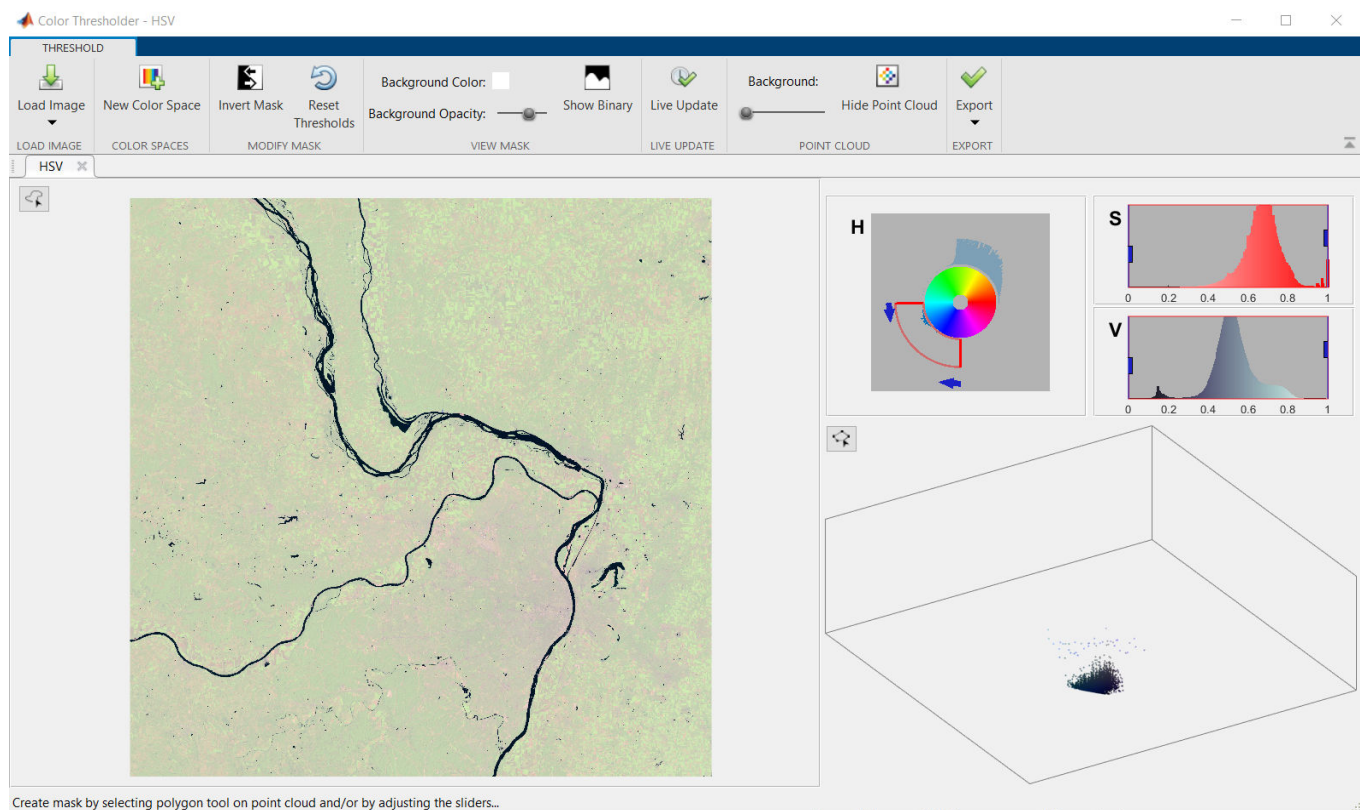 Color Thresholder - HSV
THRESHOLD
Load Image
New Color Space
Invert Mask
Reset
Thresholds
Background Color:
Background Opacity:
Show Binary
Live Update
Background:
Hide Point Cloud
Export
LOAD IMAGE
COLOR SPACES
MODIFY MASK
VIEW MASK
LIVE UPDATE
POINT CLOUD
EXPORT
HSV
H
S
0 0.2 0.4 0.6 0.8 1
V
0 0.2 0.4 0.6 0.8 1
Create mask by selecting polygon tool on point cloud and/or by adjusting the sliders...